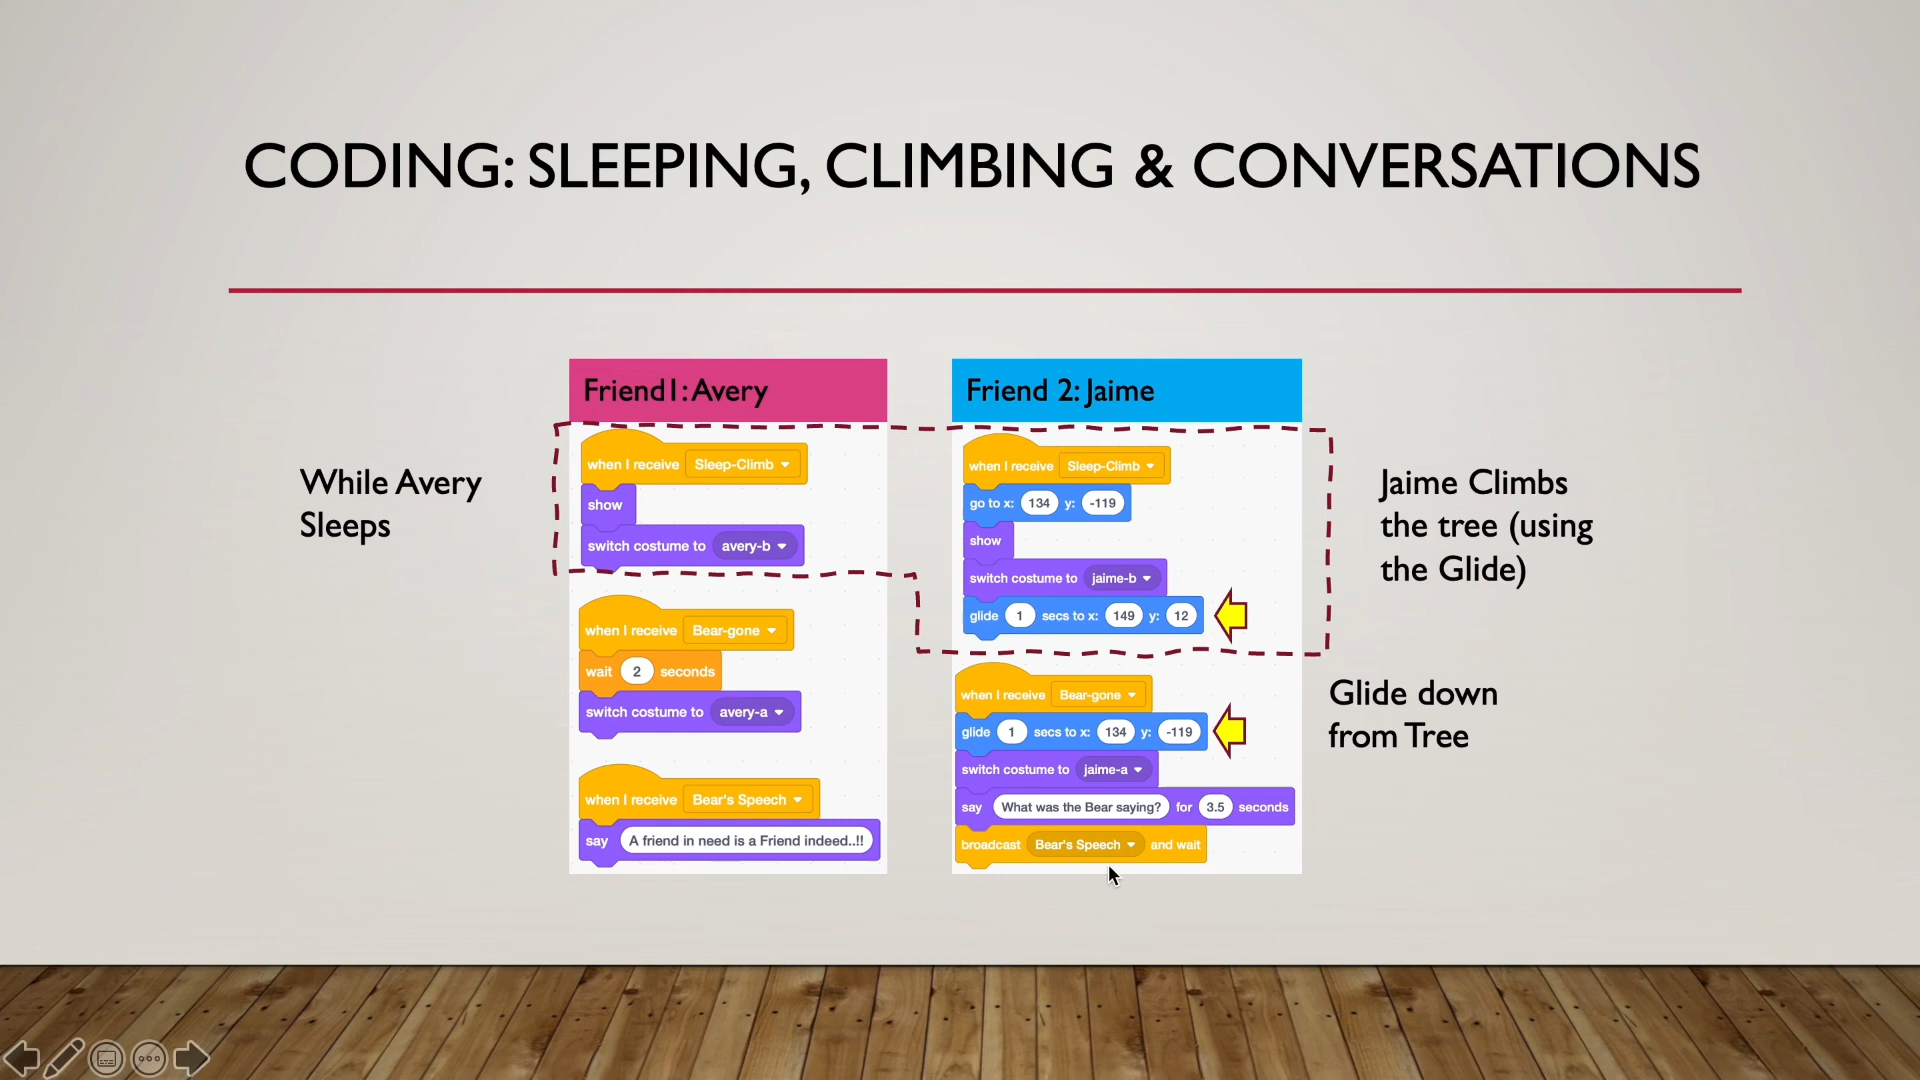 CODING: SLEEPING, CLIMBING & CONVERSATIONS
While Avery
Sleeps
Friend1: Avery
when I receive Sleep-Climb
show
switch costume to avery-b
when I receive Bear-gone
wait 2 seconds
switch costume to avery-a
when I receive Bear's Speech
say A friend in need is a Friend indeed..!!
Friend 2: Jaime
when I receive Sleep-Climb
go to x: 134 y: -119
show
switch costume to jaime-b
glide 1 secs to x: 149 y: 12
when I receive Bear-gone
glide 1 secs to x: 134 y: -119
switch costume to jaime-a
say What was the Bear saying? for 3.5 seconds
broadcast Bear's Speech and wait
Jaime Climbs
the tree (using
the Glide)
Glide down
from Tree